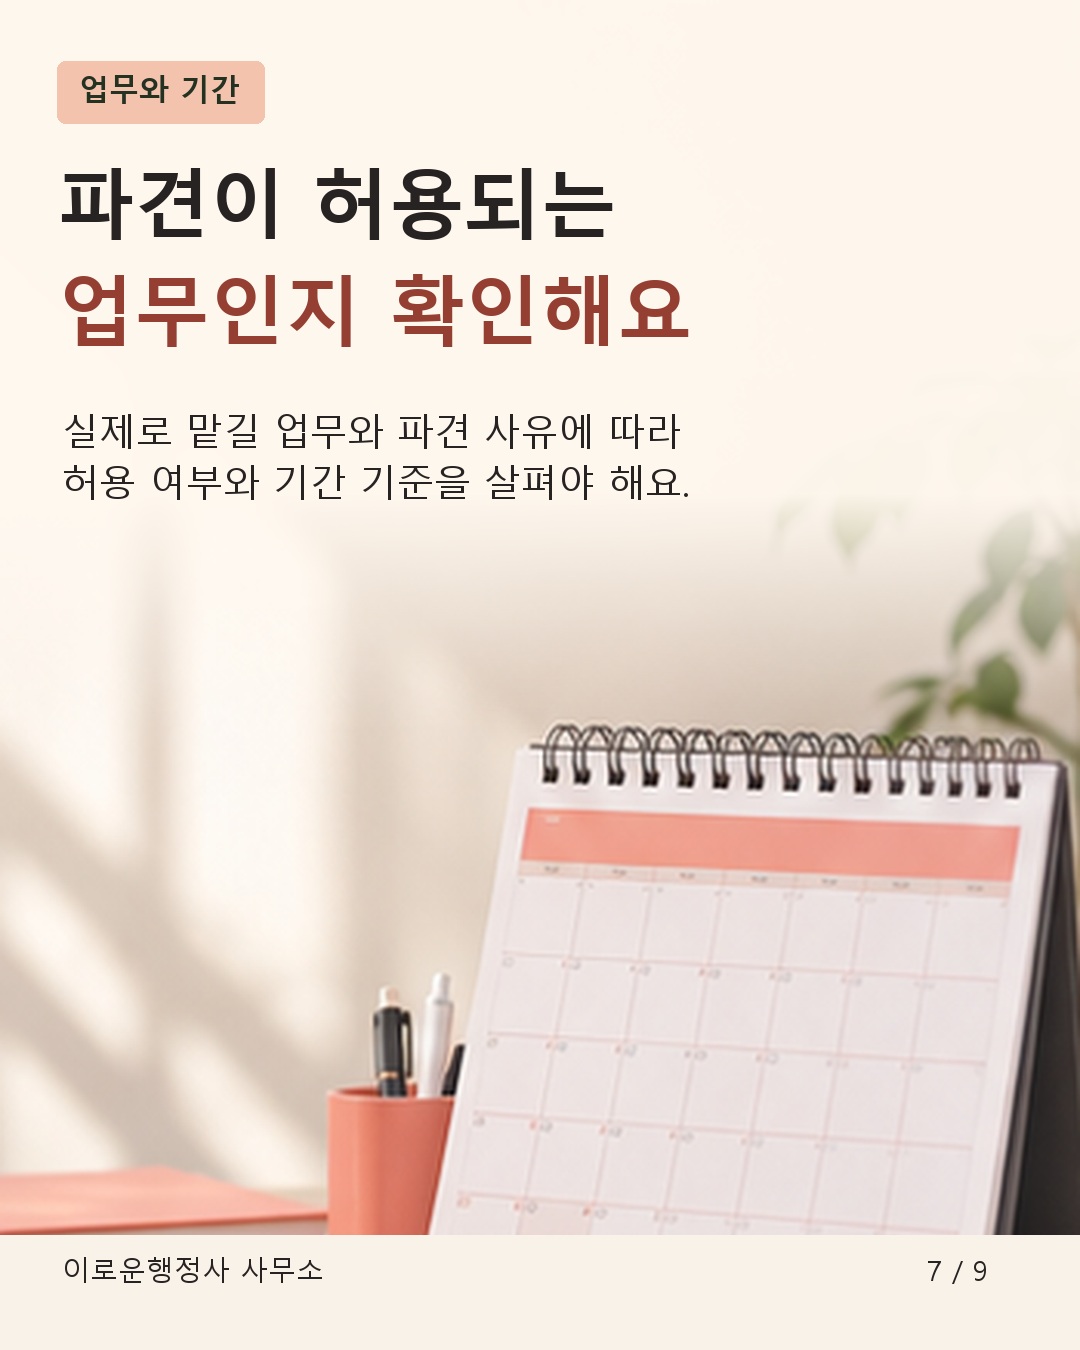 업무와 기간
파견이 허용되는
업무인지 확인해요
실제로 맡길 업무와 파견 사유에 따라
허용 여부와 기간 기준을 살펴야 해요.
이로운행정사 사무소
7 / 9